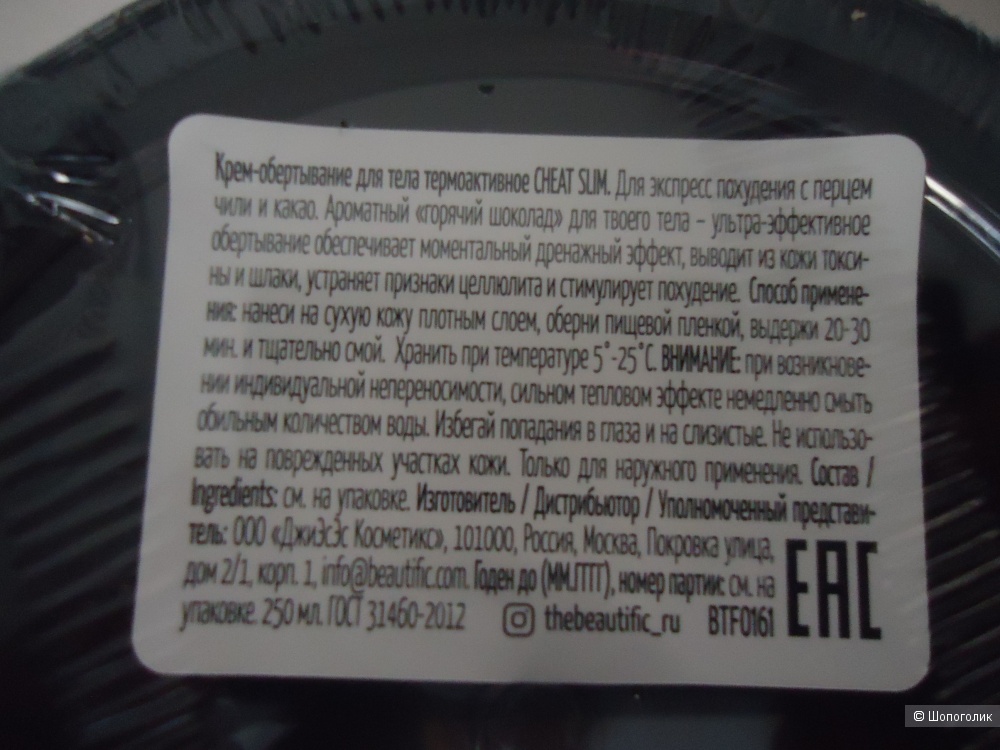 Крем-обертывание для тела термоактивное CHEAT SLIM. Для экспресс похудения с перцем
чили и какао. Ароматный «горячий шоколад» для твоего тела – ультра-эффективное
обертывание обеспечивает моментальный дренажный эффект, выводит из кожи токси-
ны и шлаки, устраняет признаки целлюлита и стимулирует похудение. Способ примене-
ния: нанеси на сухую кожу плотным слоем, оберни пищевой пленкой, выдержи 20-30
мин. и тщательно смой. Хранить при температуре 5˚-25˚С. ВНИМАНИЕ: при возникнове-
нии индивидуальной непереносимости, сильном тепловом эффекте немедленно смыть
обильным количеством воды. Избегай попадания в глаза и на слизистые. Не использо-
вать на поврежденных участках кожи. Только для наружного применения. Состав /
Ingredients: см. на упаковке. Изготовитель / Дистрибьютор / Уполномоченный представи-
тель: ООО «ДжиЭсЭс Косметикс», 101000, Россия, Москва, Покровка улица,
дом 2/1, корп. 1, info@beautific.com. Годен до (ММ.ГГГГ), номер партии: см. на
упаковке. 250 мл. ГОСТ 31460-2012 thebeautific_ru BTF0161 EAC
© Шопоголик